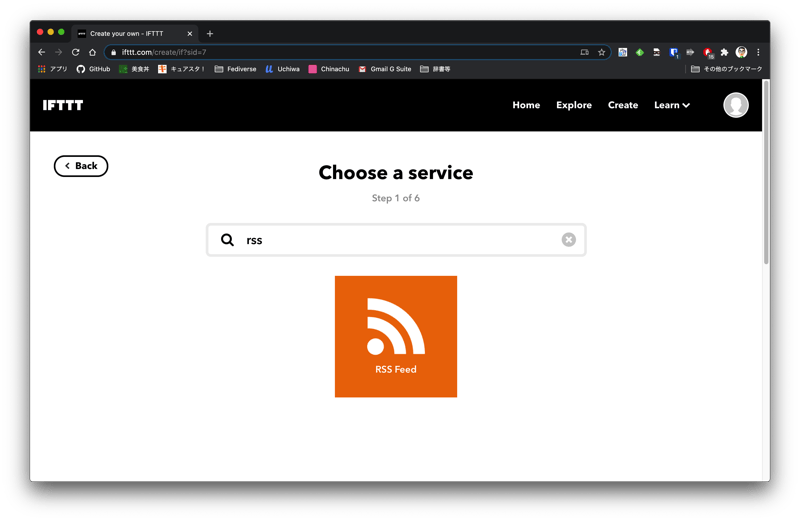 Create your own - IFTTT
ifttt.com/create/if?sid=7
アプリ GitHub 美食丼 キュアスタ！ Fediverse Uchiwa Chinachu Gmail G Suite 辞書等 その他のブックマーク
IFTTT Home Explore Create Learn
Back
Choose a service
Step 1 of 6
rss
RSS Feed